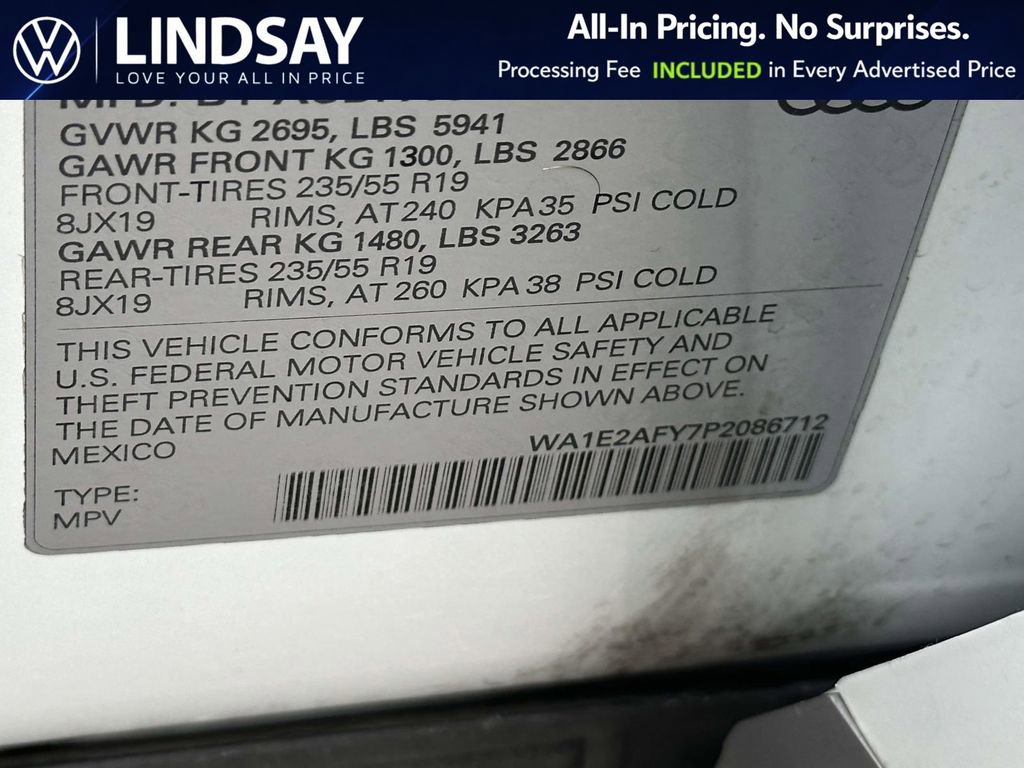 LINDSAY
LOVE YOUR ALL IN PRICE
All-In Pricing. No Surprises.
Processing Fee INCLUDED in Every Advertised Price
GVWR KG 2695, LBS 5941
GAWR FRONT KG 1300, LBS 2866
FRONT-TIRES 235/55 R19
8JX19 RIMS, AT 240 KPA 35 PSI COLD
GAWR REAR KG 1480, LBS 3263
REAR-TIRES 235/55 R19
8JX19 RIMS, AT 260 KPA 38 PSI COLD
THIS VEHICLE CONFORMS TO ALL APPLICABLE
U.S. FEDERAL MOTOR VEHICLE SAFETY AND
THEFT PREVENTION STANDARDS IN EFFECT ON
THE DATE OF MANUFACTURE SHOWN ABOVE.
MEXICO
WA1E2AFY7P2086712
TYPE:
MPV